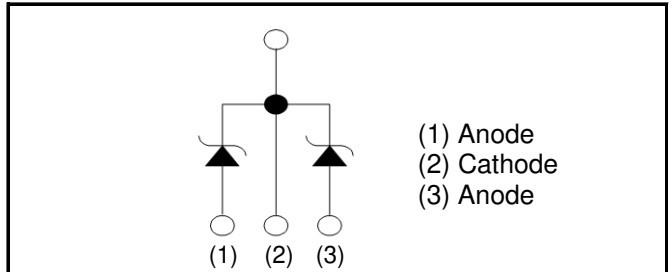 (1) Anode
(2) Cathode
(3) Anode
(1) (2) (3)